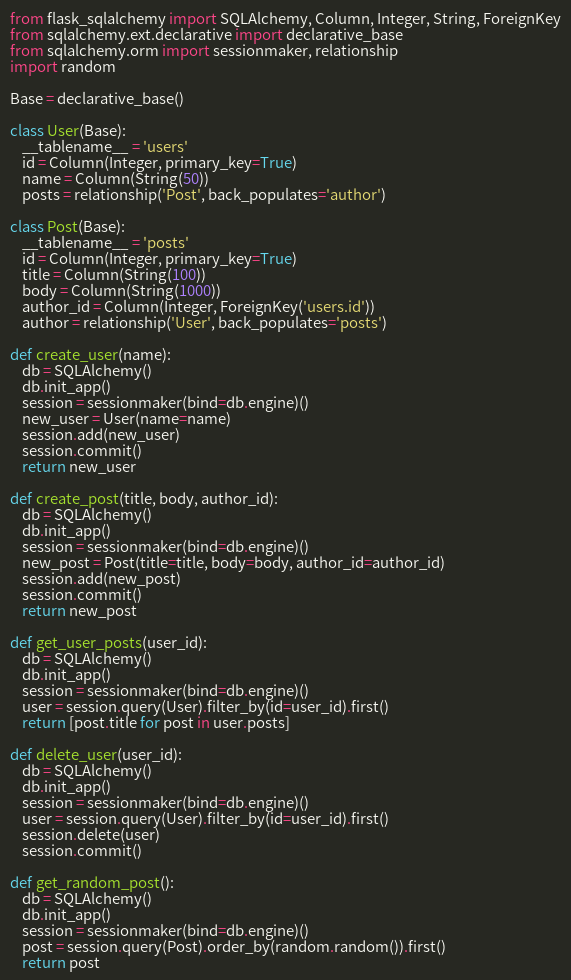 from flask_sqlalchemy import SQLAlchemy, Column, Integer, String, ForeignKey
from sqlalchemy.ext.declarative import declarative_base
from sqlalchemy.orm import sessionmaker, relationship
import random

Base = declarative_base()

class User(Base):
    __tablename__ = 'users'
    id = Column(Integer, primary_key=True)
    name = Column(String(50))
    posts = relationship('Post', back_populates='author')

class Post(Base):
    __tablename__ = 'posts'
    id = Column(Integer, primary_key=True)
    title = Column(String(100))
    body = Column(String(1000))
    author_id = Column(Integer, ForeignKey('users.id'))
    author = relationship('User', back_populates='posts')

def create_user(name):
    db = SQLAlchemy()
    db.init_app()
    session = sessionmaker(bind=db.engine)()
    new_user = User(name=name)
    session.add(new_user)
    session.commit()
    return new_user

def create_post(title, body, author_id):
    db = SQLAlchemy()
    db.init_app()
    session = sessionmaker(bind=db.engine)()
    new_post = Post(title=title, body=body, author_id=author_id)
    session.add(new_post)
    session.commit()
    return new_post

def get_user_posts(user_id):
    db = SQLAlchemy()
    db.init_app()
    session = sessionmaker(bind=db.engine)()
    user = session.query(User).filter_by(id=user_id).first()
    return [post.title for post in user.posts]

def delete_user(user_id):
    db = SQLAlchemy()
    db.init_app()
    session = sessionmaker(bind=db.engine)()
    user = session.query(User).filter_by(id=user_id).first()
    session.delete(user)
    session.commit()

def get_random_post():
    db = SQLAlchemy()
    db.init_app()
    session = sessionmaker(bind=db.engine)()
    post = session.query(Post).order_by(random.random()).first()
    return post